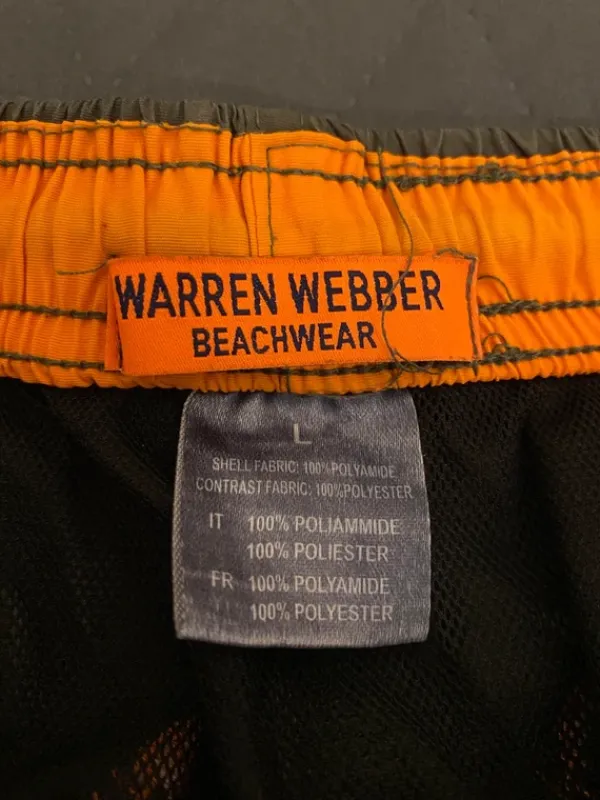 WARREN WEBBER
BEACHWEAR
L
SHELL FABRIC: 100% POLYAMIDE
CONTRAST FABRIC: 100%POLYESTER
IT 100% POLIAMMIDE
100% POLIESTER
FR 100% POLYAMIDE
100% POLYESTER